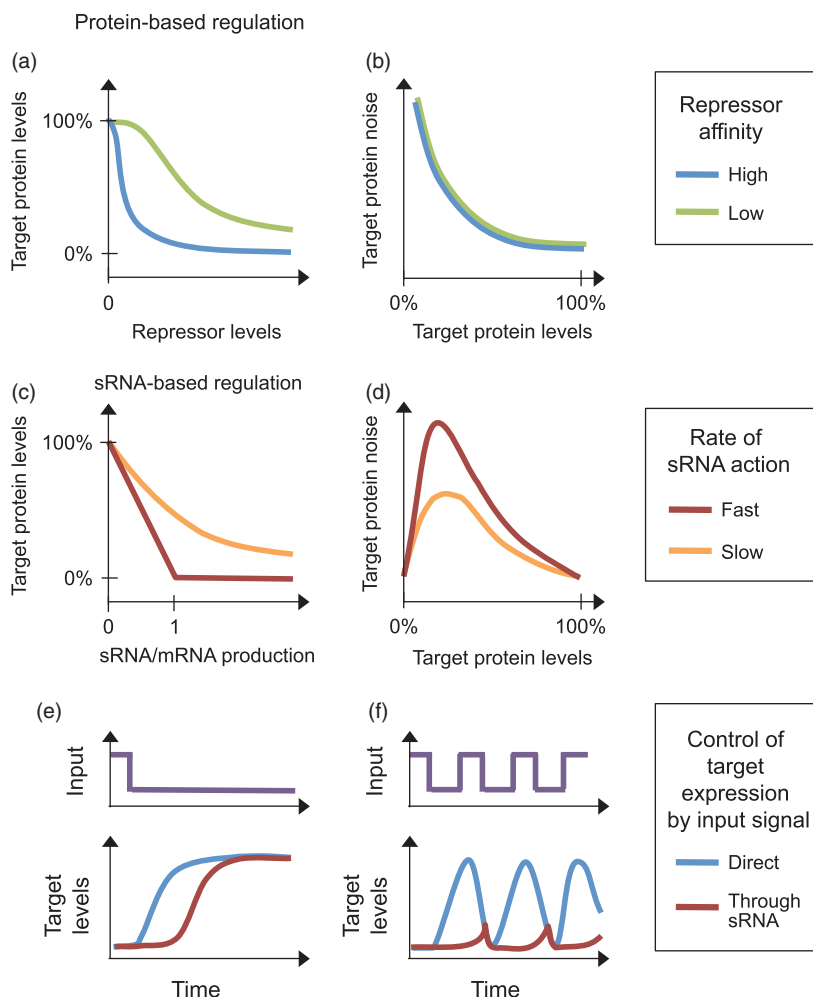 Protein-based regulation
(a)
Target protein levels
100%
0%
0
Repressor levels
(b)
Target protein noise
0%
100%
Target protein levels
Repressor
affinity
High
Low
sRNA-based regulation
(c)
Target protein levels
100%
0%
0
1
sRNA/mRNA production
(d)
Target protein noise
0%
100%
Target protein levels
Rate of
sRNA action
Fast
Slow
(e)
Input
Target
levels
Time
(f)
Input
Target
levels
Time
Control of
target
expression
by input signal
Direct
Through
sRNA